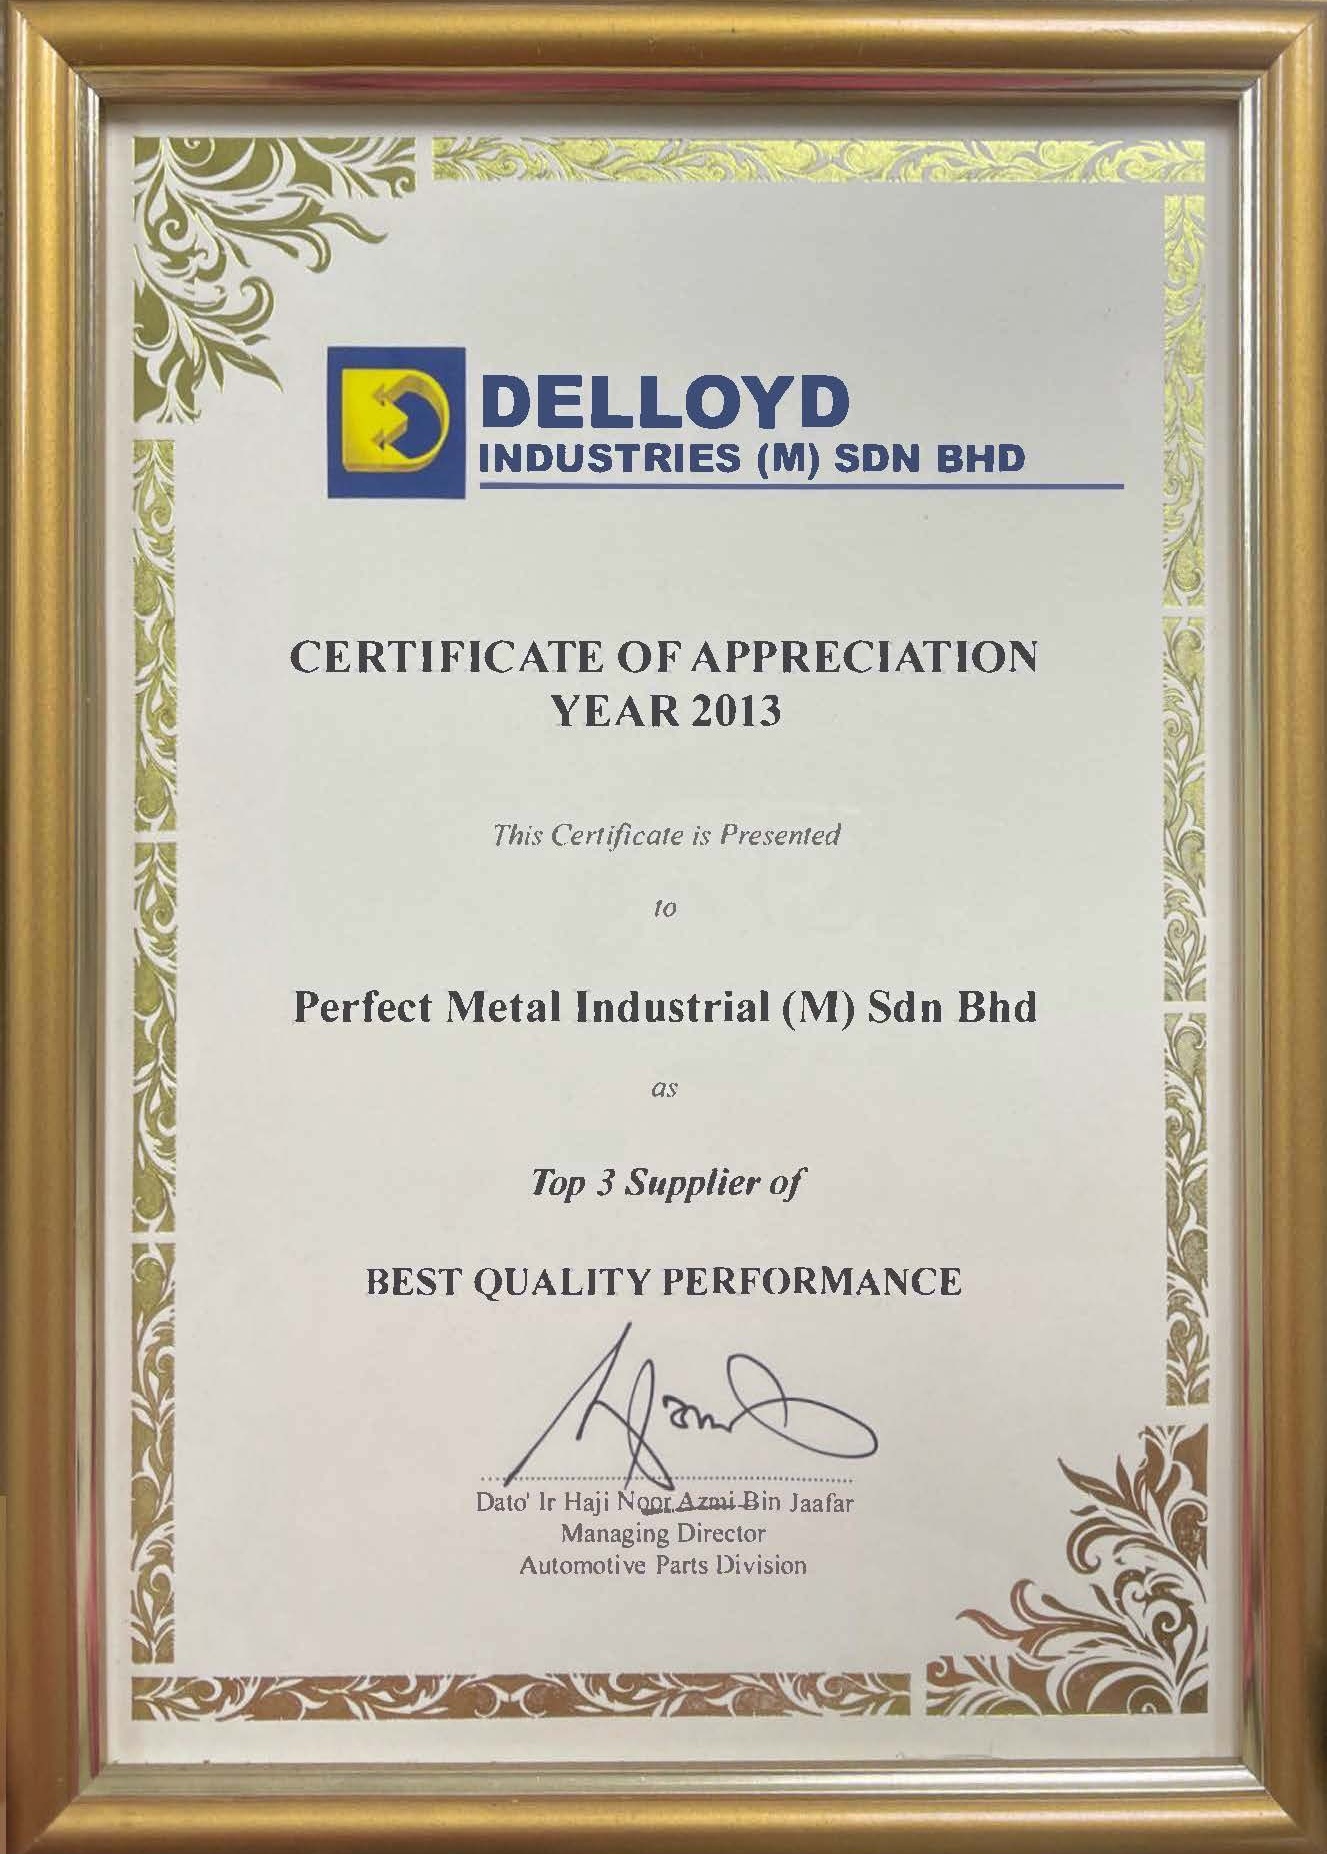 DELLOYD
INDUSTRIES (M) SDN BHD
CERTIFICATE OF APPRECIATION
YEAR 2013
This Certificate is Presented
to
Perfect Metal Industrial (M) Sdn Bhd
as
Top 3 Supplier of
BEST QUALITY PERFORMANCE
Dato' Ir Haji Noor Azmi Bin Jaafar
Managing Director
Automotive Parts Division